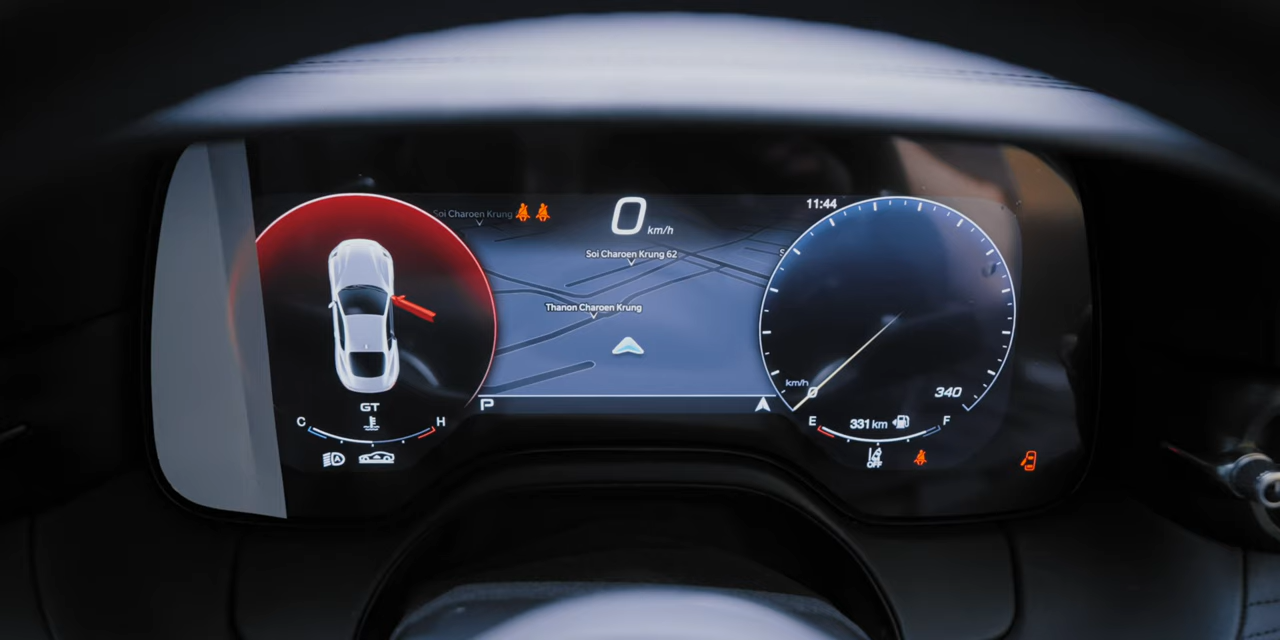 Soi Charoen Krung
0 km/h
11:44
Soi Charoen Krung 62
S
Thanon Charoen Krung
km/h
0
340
P
GT
C
H
E
331 km
F
A
OFF